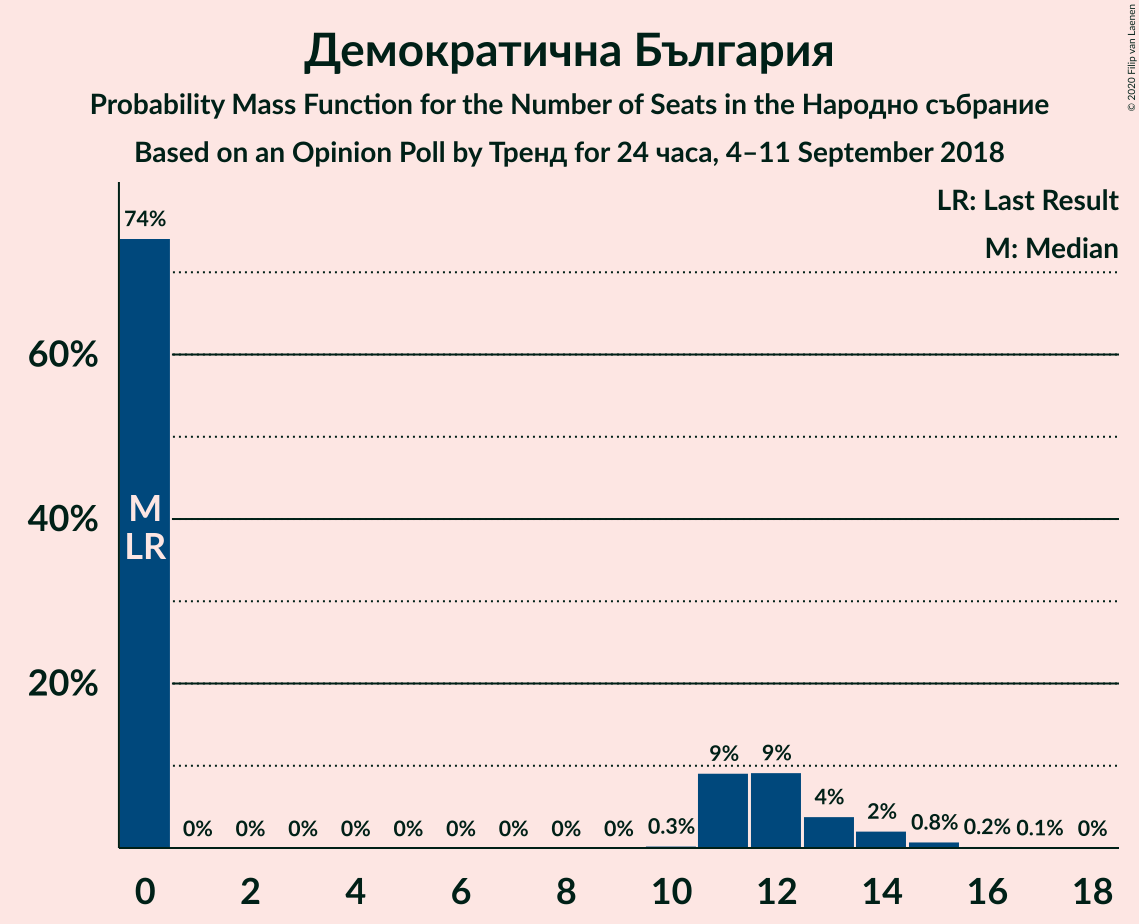 Демократична България
Probability Mass Function for the Number of Seats in the Народно събрание
Based on an Opinion Poll by Тренд for 24 часа, 4–11 September 2018
© 2020 Filip van Laenen
LR: Last Result
M: Median
74%
60%
40%
20%
M
LR
0% 0% 0% 0% 0% 0% 0% 0% 0% 0.3% 9% 9% 4% 2% 0.8% 0.2% 0.1% 0%
0 2 4 6 8 10 12 14 16 18